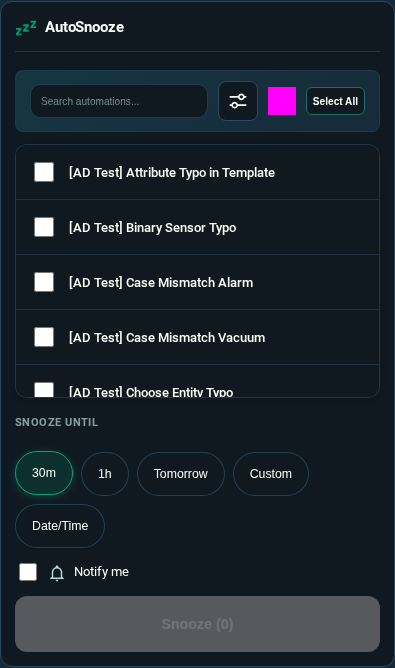 zzz AutoSnooze
Search automations...
Select All
[AD Test] Attribute Typo in Template
[AD Test] Binary Sensor Typo
[AD Test] Case Mismatch Alarm
[AD Test] Case Mismatch Vacuum
[AD Test] Choose Entity Typo
SNOOZE UNTIL
30m 1h Tomorrow Custom
Date/Time
Notify me
Snooze (0)